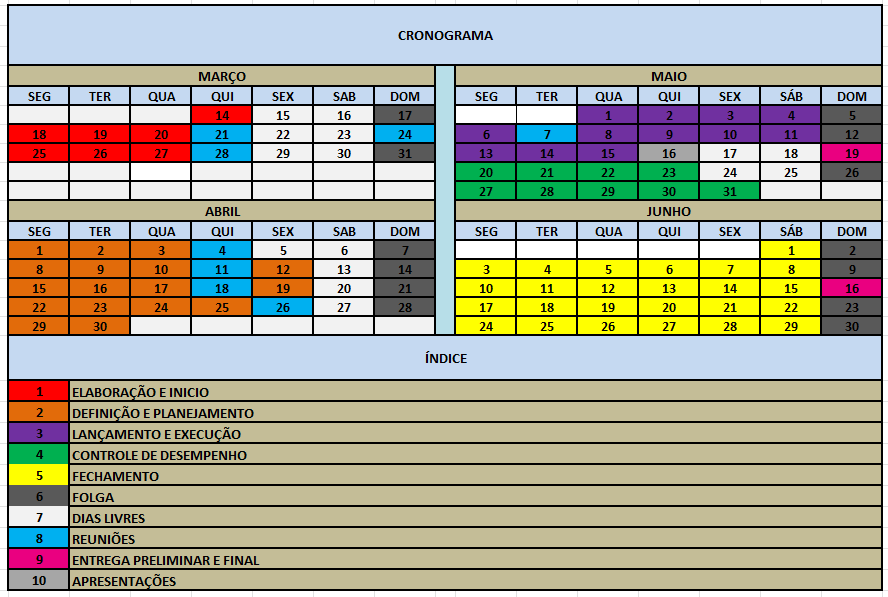 CRONOGRAMA
MARÇO
SEG TER QUA QUI SEX SAB DOM
14 15 16 17
18 19 20 21 22 23 24
25 26 27 28 29 30 31
ABRIL
SEG TER QUA QUI SEX SAB DOM
1 2 3 4 5 6 7
8 9 10 11 12 13 14
15 16 17 18 19 20 21
22 23 24 25 26 27 28
29 30
MAIO
SEG TER QUA QUI SEX SÁB DOM
1 2 3 4 5
6 7 8 9 10 11 12
13 14 15 16 17 18 19
20 21 22 23 24 25 26
27 28 29 30 31
JUNHO
SEG TER QUA QUI SEX SÁB DOM
1 2
3 4 5 6 7 8 9
10 11 12 13 14 15 16
17 18 19 20 21 22 23
24 25 26 27 28 29 30
ÍNDICE
1 ELABORAÇÃO E INICIO
2 DEFINIÇÃO E PLANEJAMENTO
3 LANÇAMENTO E EXECUÇÃO
4 CONTROLE DE DESEMPENHO
5 FECHAMENTO
6 FOLGA
7 DIAS LIVRES
8 REUNIÕES
9 ENTREGA PRELIMINAR E FINAL
10 APRESENTAÇÕES